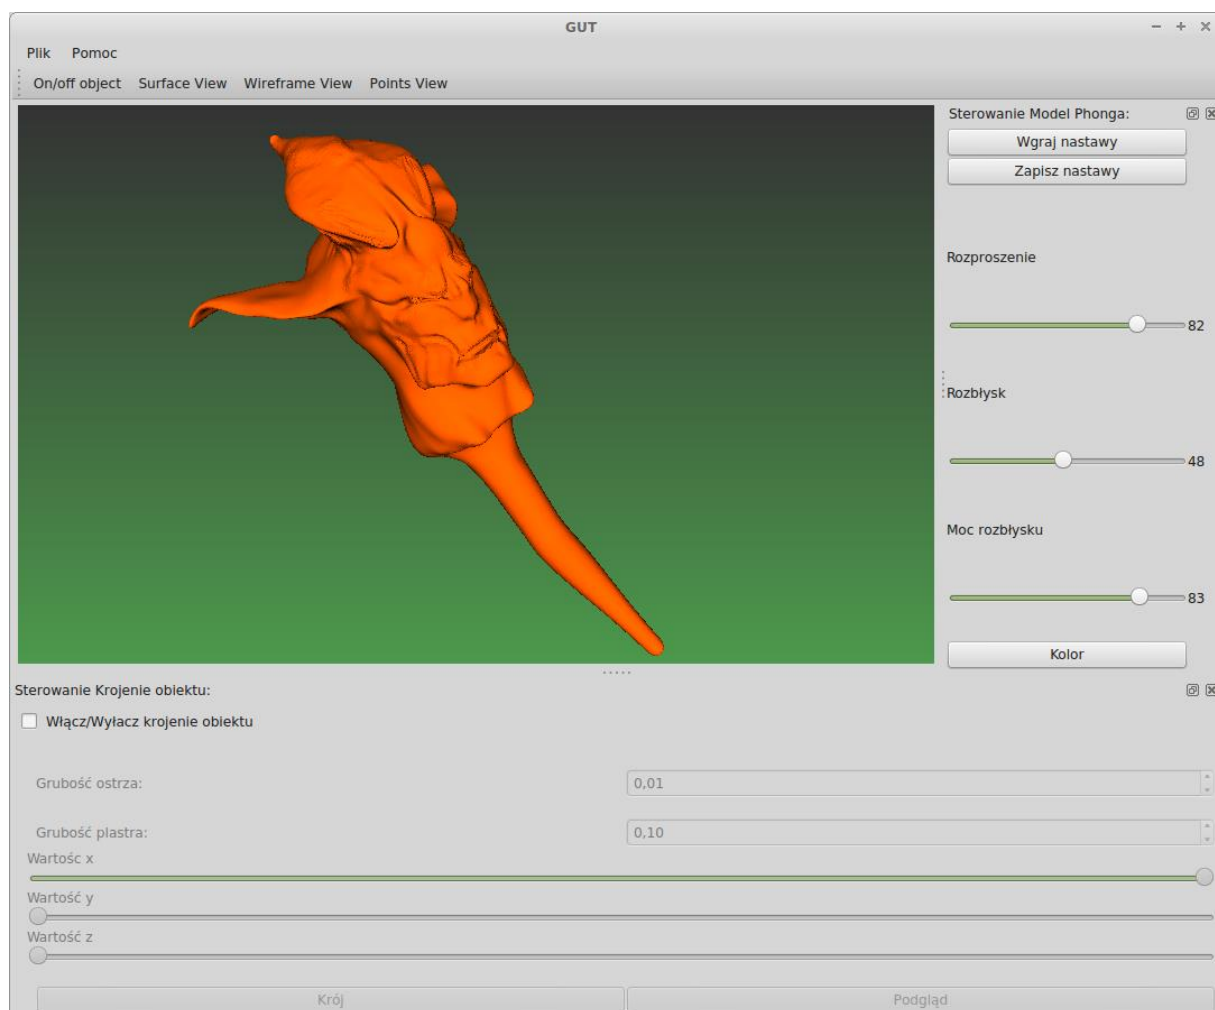 GUT
Plik Pomoc
On/off object Surface View Wireframe View Points View
Sterowanie Model Phonga:
Wgraj nastawy
Zapisz nastawy
Rozproszenie
82
Rozbłysk
48
Moc rozbłysku
83
Kolor
Sterowanie Krojenie obiektu:
Włącz/Wyłacz krojenie obiektu
Grubość ostrza: 0,01
Grubość plastra: 0,10
Wartośc x
Wartość y
Wartość z
Krój Podgląd